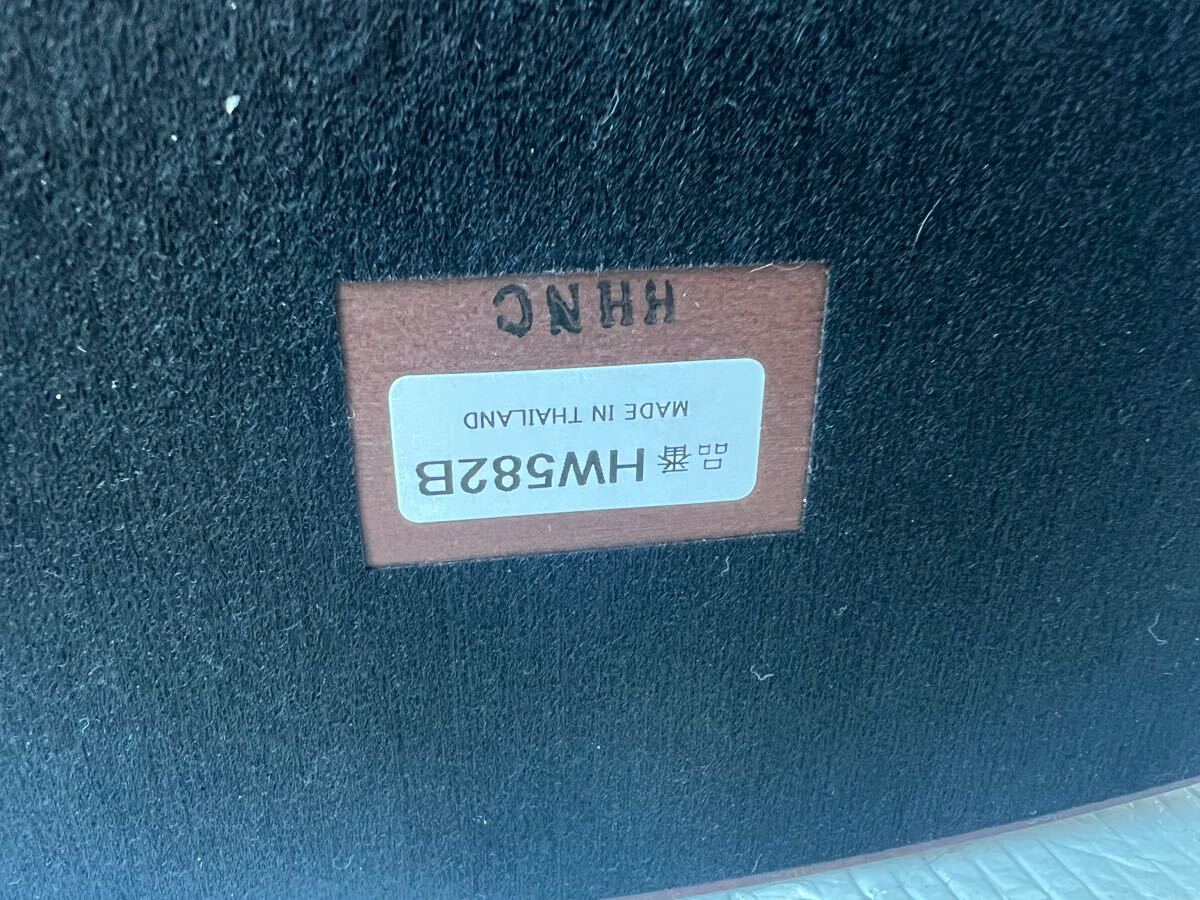 品番 HW582B
MADE IN THAILAND
HHNC